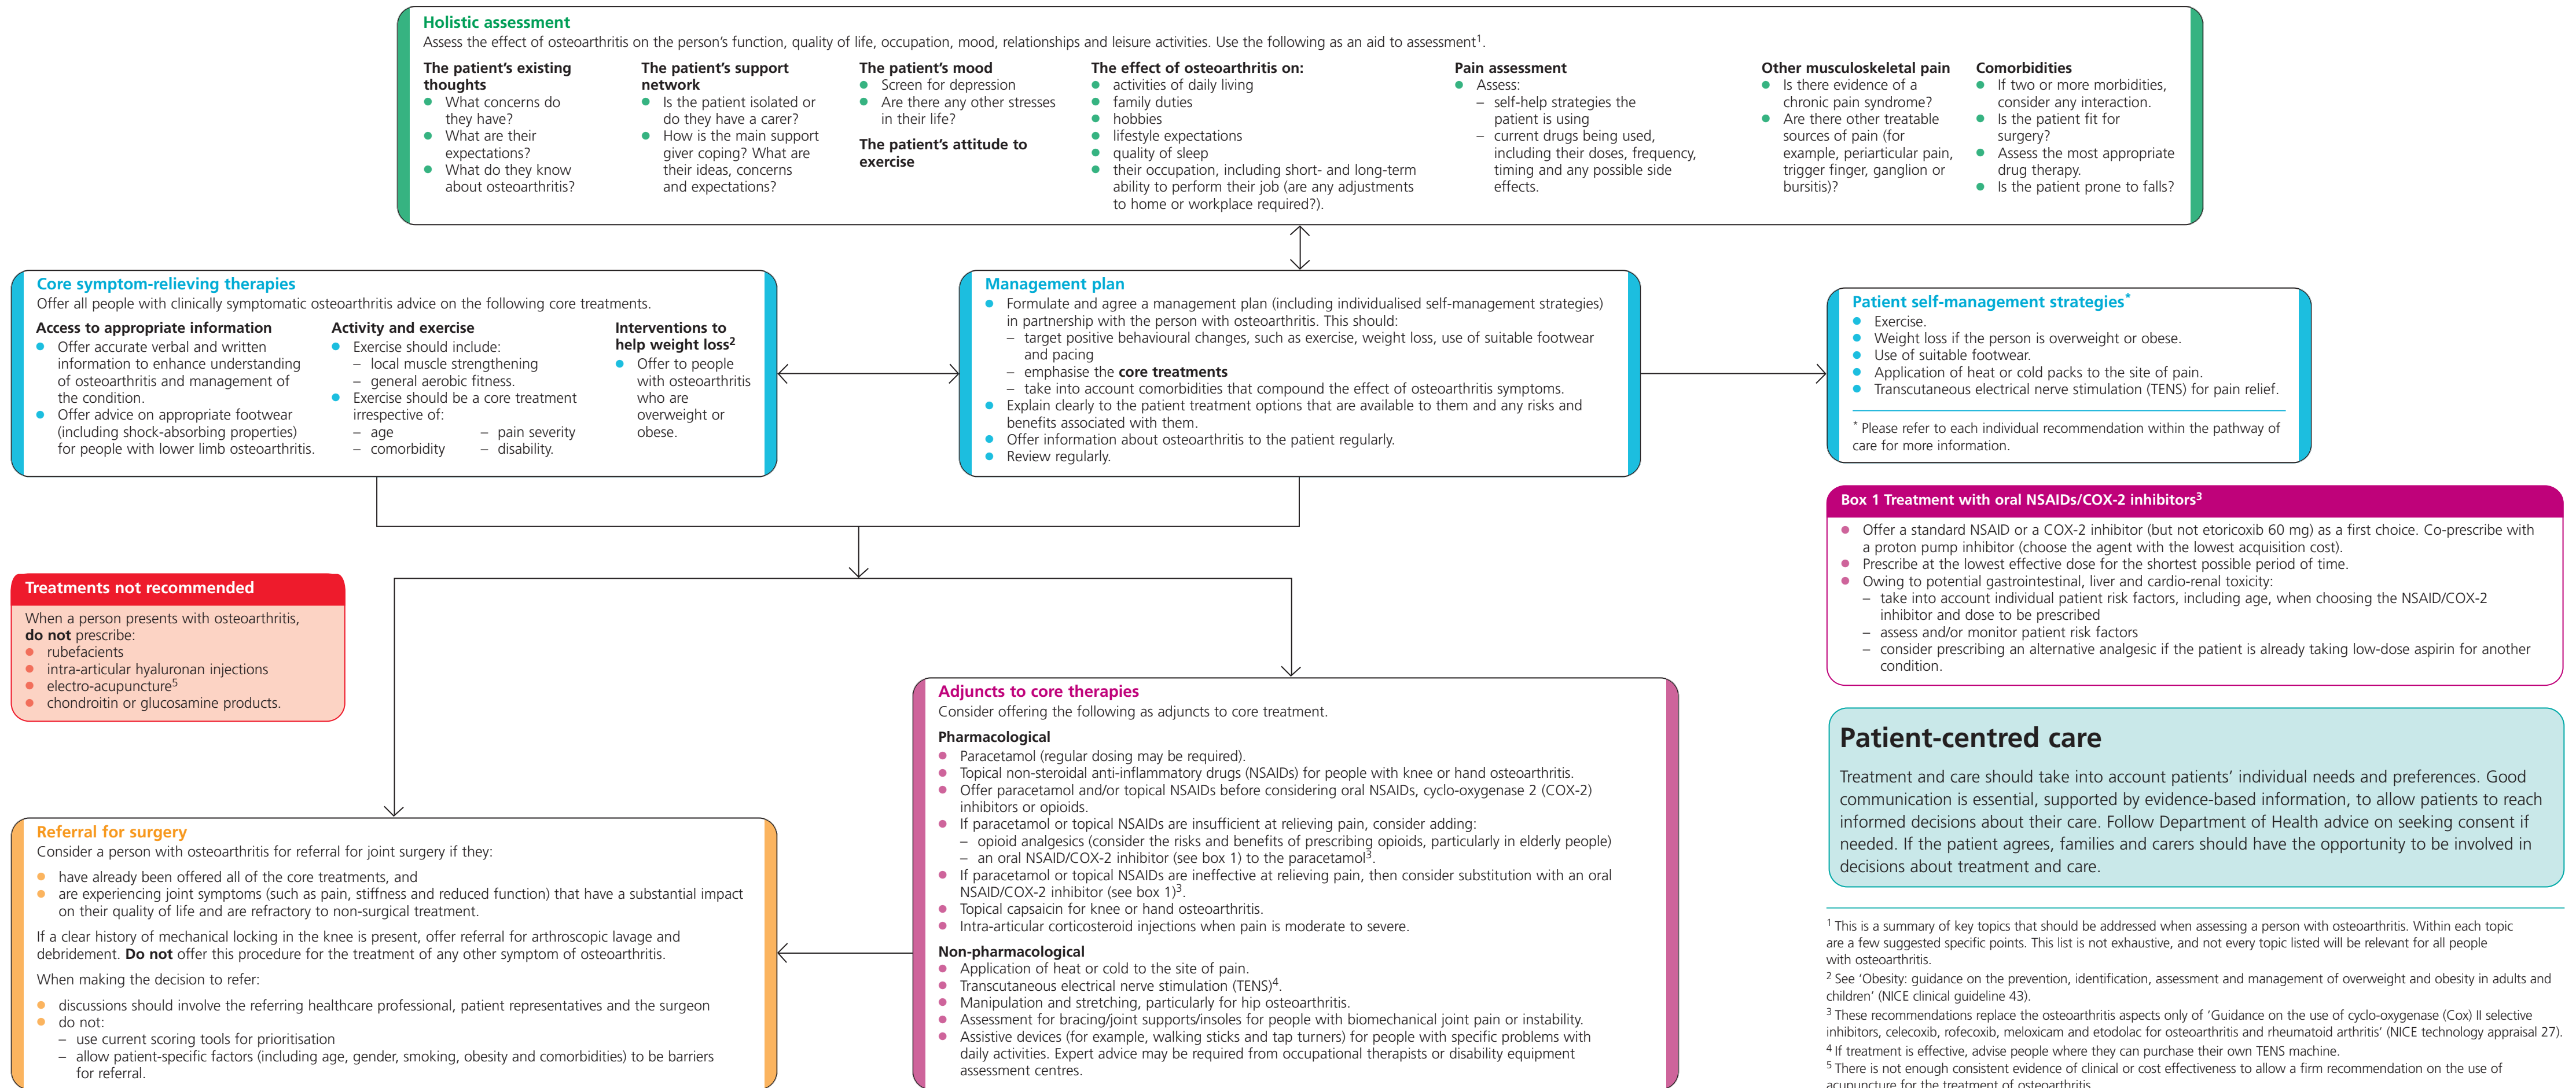 Holistic assessment
Assess the effect of osteoarthritis on the person's function, quality of life, occupation, mood, relationships and leisure activities. Use the following as an aid to assessment1.
The patient's existing
thoughts
● What concerns do
they have?
● What are their
expectations?
● What do they know
about osteoarthritis?
The patient's support
network
● Is the patient isolated or
do they have a carer?
● How is the main support
giver coping? What are
their ideas, concerns
and expectations?
The patient's mood
● Screen for depression
● Are there any other stresses
in their life?
The patient's attitude to
exercise
The effect of osteoarthritis on:
● activities of daily living
● family duties
● hobbies
● lifestyle expectations
● quality of sleep
● their occupation, including short- and long-term
ability to perform their job (are any adjustments
to home or workplace required?).
Pain assessment
● Assess:
– self-help strategies the
patient is using
– current drugs being used,
including their doses, frequency,
timing and any possible side
effects.
Other musculoskeletal pain
● Is there evidence of a
chronic pain syndrome?
● Are there other treatable
sources of pain (for
example, periarticular pain,
trigger finger, ganglion or
bursitis)?
Comorbidities
● If two or more morbidities,
consider any interaction.
● Is the patient fit for
surgery?
● Assess the most appropriate
drug therapy.
● Is the patient prone to falls?
Core symptom-relieving therapies
Offer all people with clinically symptomatic osteoarthritis advice on the following core treatments.
Access to appropriate information
● Offer accurate verbal and written
information to enhance understanding
of osteoarthritis and management of
the condition.
● Offer advice on appropriate footwear
(including shock-absorbing properties)
for people with lower limb osteoarthritis.
Activity and exercise
● Exercise should include:
– local muscle strengthening
– general aerobic fitness.
● Exercise should be a core treatment
irrespective of:
– age – pain severity
– comorbidity – disability.
Interventions to
help weight loss2
● Offer to people
with osteoarthritis
who are
overweight or
obese.
Management plan
● Formulate and agree a management plan (including individualised self-management strategies)
in partnership with the person with osteoarthritis. This should:
– target positive behavioural changes, such as exercise, weight loss, use of suitable footwear
and pacing
– emphasise the core treatments
– take into account comorbidities that compound the effect of osteoarthritis symptoms.
● Explain clearly to the patient treatment options that are available to them and any risks and
benefits associated with them.
● Offer information about osteoarthritis to the patient regularly.
● Review regularly.
Patient self-management strategies*
● Exercise.
● Weight loss if the person is overweight or obese.
● Use of suitable footwear.
● Application of heat or cold packs to the site of pain.
● Transcutaneous electrical nerve stimulation (TENS) for pain relief.
* Please refer to each individual recommendation within the pathway of
care for more information.
Box 1 Treatment with oral NSAIDs/COX-2 inhibitors3
● Offer a standard NSAID or a COX-2 inhibitor (but not etoricoxib 60 mg) as a first choice. Co-prescribe with
a proton pump inhibitor (choose the agent with the lowest acquisition cost).
● Prescribe at the lowest effective dose for the shortest possible period of time.
● Owing to potential gastrointestinal, liver and cardio-renal toxicity:
– take into account individual patient risk factors, including age, when choosing the NSAID/COX-2
inhibitor and dose to be prescribed
– assess and/or monitor patient risk factors
– consider prescribing an alternative analgesic if the patient is already taking low-dose aspirin for another
condition.
Treatments not recommended
When a person presents with osteoarthritis,
do not prescribe:
● rubefacients
● intra-articular hyaluronan injections
● electro-acupuncture5
● chondroitin or glucosamine products.
Referral for surgery
Consider a person with osteoarthritis for referral for joint surgery if they:
● have already been offered all of the core treatments, and
● are experiencing joint symptoms (such as pain, stiffness and reduced function) that have a substantial impact
on their quality of life and are refractory to non-surgical treatment.
If a clear history of mechanical locking in the knee is present, offer referral for arthroscopic lavage and
debridement. Do not offer this procedure for the treatment of any other symptom of osteoarthritis.
When making the decision to refer:
● discussions should involve the referring healthcare professional, patient representatives and the surgeon
● do not:
– use current scoring tools for prioritisation
– allow patient-specific factors (including age, gender, smoking, obesity and comorbidities) to be barriers
for referral.
Adjuncts to core therapies
Consider offering the following as adjuncts to core treatment.
Pharmacological
● Paracetamol (regular dosing may be required).
● Topical non-steroidal anti-inflammatory drugs (NSAIDs) for people with knee or hand osteoarthritis.
● Offer paracetamol and/or topical NSAIDs before considering oral NSAIDs, cyclo-oxygenase 2 (COX-2)
inhibitors or opioids.
● If paracetamol or topical NSAIDs are insufficient at relieving pain, consider adding:
– opioid analgesics (consider the risks and benefits of prescribing opioids, particularly in elderly people)
– an oral NSAID/COX-2 inhibitor (see box 1) to the paracetamol3.
● If paracetamol or topical NSAIDs are ineffective at relieving pain, then consider substitution with an oral
NSAID/COX-2 inhibitor (see box 1)3.
● Topical capsaicin for knee or hand osteoarthritis.
● Intra-articular corticosteroid injections when pain is moderate to severe.
Non-pharmacological
● Application of heat or cold to the site of pain.
● Transcutaneous electrical nerve stimulation (TENS)4.
● Manipulation and stretching, particularly for hip osteoarthritis.
● Assessment for bracing/joint supports/insoles for people with biomechanical joint pain or instability.
● Assistive devices (for example, walking sticks and tap turners) for people with specific problems with
daily activities. Expert advice may be required from occupational therapists or disability equipment
assessment centres.
Patient-centred care
Treatment and care should take into account patients' individual needs and preferences. Good
communication is essential, supported by evidence-based information, to allow patients to reach
informed decisions about their care. Follow Department of Health advice on seeking consent if
needed. If the patient agrees, families and carers should have the opportunity to be involved in
decisions about treatment and care.
1 This is a summary of key topics that should be addressed when assessing a person with osteoarthritis. Within each topic
are a few suggested specific points. This list is not exhaustive, and not every topic listed will be relevant for all people
with osteoarthritis.
2 See 'Obesity: guidance on the prevention, identification, assessment and management of overweight and obesity in adults and
children' (NICE clinical guideline 43).
3 These recommendations replace the osteoarthritis aspects only of 'Guidance on the use of cyclo-oxygenase (Cox) II selective
inhibitors, celecoxib, rofecoxib, meloxicam and etodolac for osteoarthritis and rheumatoid arthritis' (NICE technology appraisal 27).
4 If treatment is effective, advise people where they can purchase their own TENS machine.
5 There is not enough consistent evidence of clinical or cost effectiveness to allow a firm recommendation on the use of
acupuncture for the treatment of osteoarthritis.